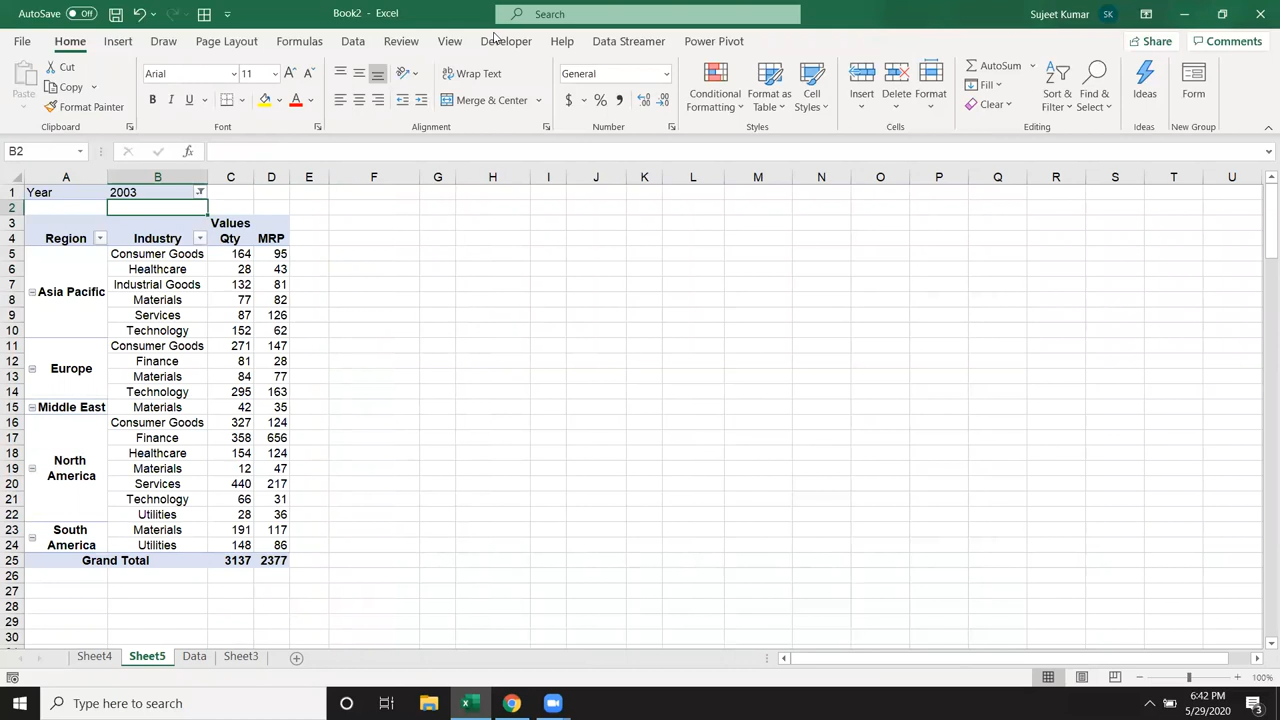 AutoSave Off Book2 - Excel Search Sujeet Kumar SK
File Home Insert Draw Page Layout Formulas Data Review View Developer Help Data Streamer Power Pivot Share Comments
Paste Cut Copy Format Painter Clipboard
Arial 11 B I U Font
Wrap Text Merge & Center Alignment
General $ % Number
Conditional Formatting Format as Table Cell Styles Styles
Insert Delete Format Cells
AutoSum Fill Clear Sort & Filter Find & Select Editing
Ideas Ideas
Form New Group
B2 fx
A B C D E F G H I J K L M N O P Q R S T U
1 Year 2003
2
3 Values
4 Region Industry Qty MRP
5 Consumer Goods 164 95
6 Healthcare 28 43
7 Asia Pacific Industrial Goods 132 81
8 Materials 77 82
9 Services 87 126
10 Technology 152 62
11 Consumer Goods 271 147
12 Europe Finance 81 28
13 Materials 84 77
14 Technology 295 163
15 Middle East Materials 42 35
16 Consumer Goods 327 124
17 Finance 358 656
18 North Healthcare 154 124
19 America Materials 12 47
20 Services 440 217
21 Technology 66 31
22 Utilities 28 36
23 South Materials 191 117
24 America Utilities 148 86
25 Grand Total 3137 2377
26
27
28
29
30
Sheet4 Sheet5 Data Sheet3
100%
Type here to search
6:42 PM
5/29/2020
3